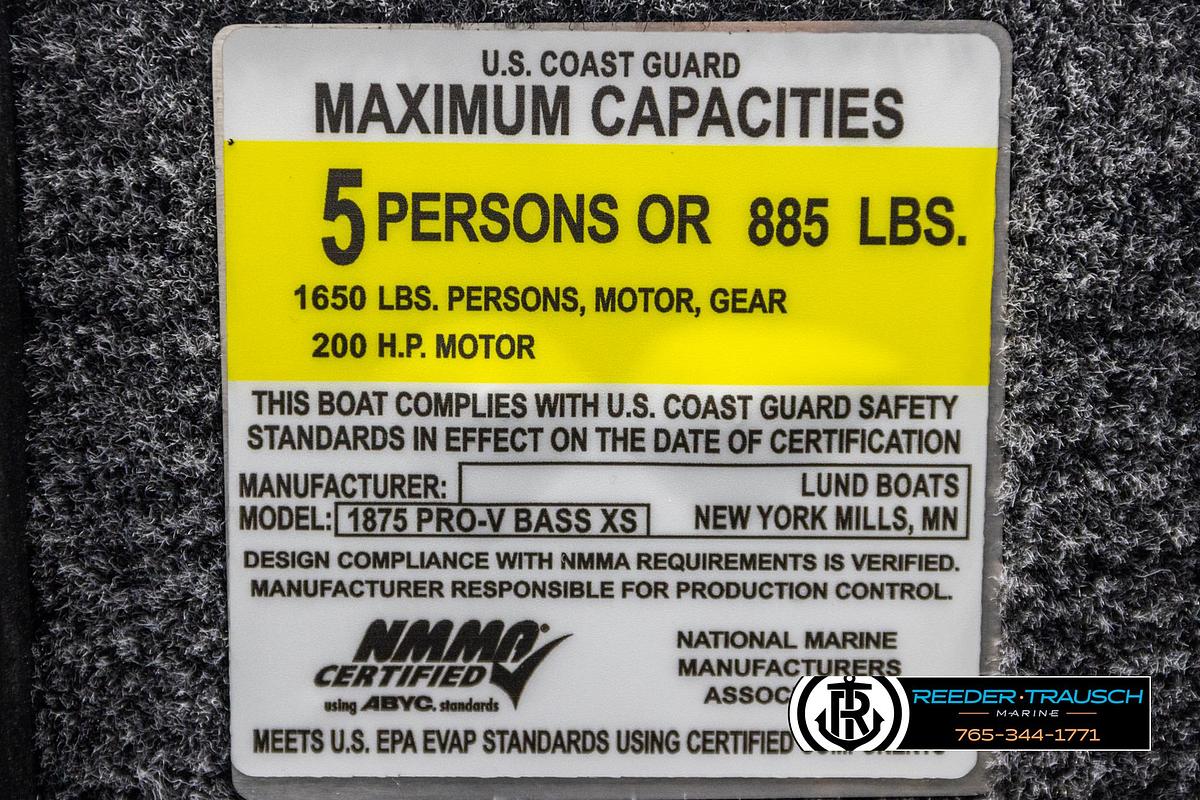 U.S. COAST GUARD
MAXIMUM CAPACITIES
5 PERSONS OR 885 LBS.
1650 LBS. PERSONS, MOTOR, GEAR
200 H.P. MOTOR
THIS BOAT COMPLIES WITH U.S. COAST GUARD SAFETY
STANDARDS IN EFFECT ON THE DATE OF CERTIFICATION
MANUFACTURER: LUND BOATS
MODEL: 1875 PRO-V BASS XS NEW YORK MILLS, MN
DESIGN COMPLIANCE WITH NMMA REQUIREMENTS IS VERIFIED.
MANUFACTURER RESPONSIBLE FOR PRODUCTION CONTROL.
NMMA®
CERTIFIED
using ABYC. standards
NATIONAL MARINE
MANUFACTURERS
MEETS U.S. EPA EVAP STANDARDS USING CERTIFIED
TR
REEDER·TRAUSCH
MARINE
765-344-1771